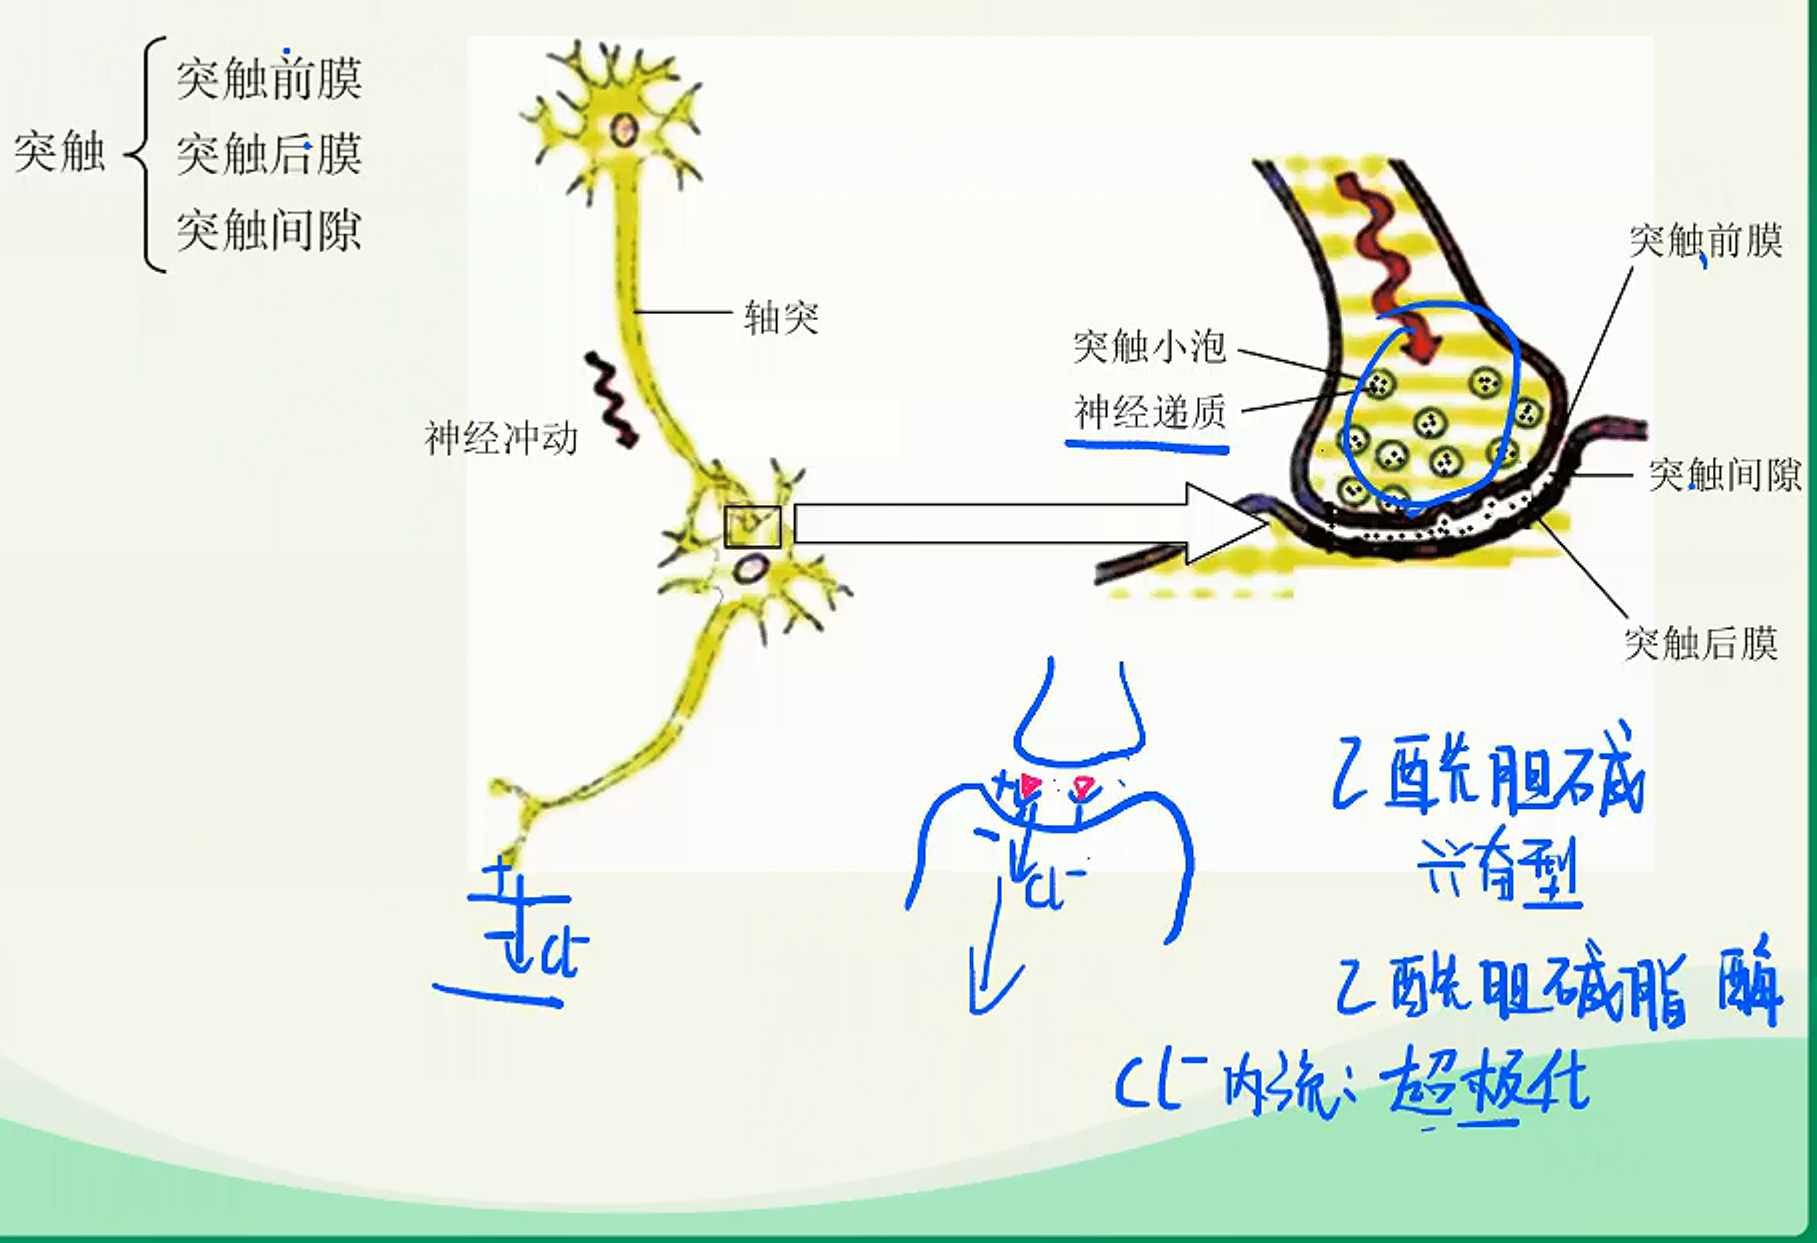 突触前膜
突触
突触后膜
突触间隙
轴突
神经冲动
突触小泡
神经递质
突触前膜
突触间隙
突触后膜
乙酰胆碱
兴奋型
乙酰胆碱脂酶
Cl⁻
Cl⁻
Cl⁻内流:超极化